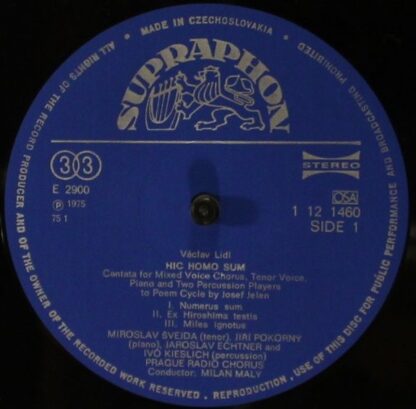 MADE IN CZECHOSLOVAKIA
ALL RIGHTS OF THE RECORD PRODUCER AND OF THE OWNER OF THE RECORDED WORK RESERVED . REPRODUCTION, USE OF THIS DISC FOR PUBLIC PERFORMANCE AND BROADCASTING PROHIBITED
SUPRAPHON
33
STEREO
E 2900
OSA
℗ 1975
1 12 1460
75 1
SIDE 1
Václav Lídl
HIC HOMO SUM
Cantata for Mixed Voice Chorus, Tenor Voice,
Piano and Two Percussion Players
to Poem Cycle by Josef Jelen
I. Numerus sum
II. Ex Hiroshima testis
III. Miles ignotus
MIROSLAV ŠVEJDA (tenor), JIŘÍ POKORNÝ
(piano), JAROSLAV ECHTNER and
IVO KIESLICH (percussion)
PRAGUE RADIO CHORUS
Conductor: MILAN MALÝ